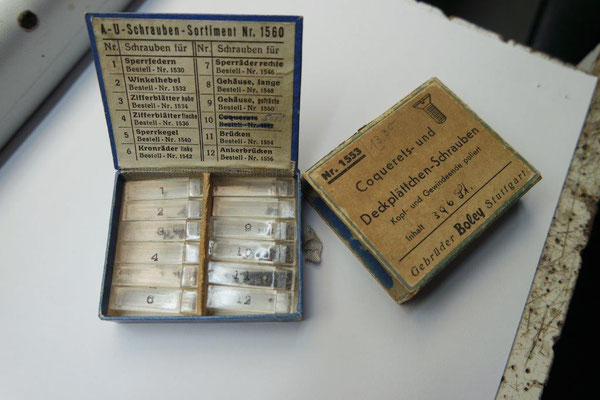 A-U-Schrauben-Sortiment Nr. 1560
Nr. Schrauben für
1 Sperrfedern
Bestell - Nr. 1530
2 Winkelhebel
Bestell - Nr. 1532
3 Zifferblätter hohe
Bestell - Nr. 1534
4 Zifferblätter flache
Bestell - Nr. 1536
5 Sperrkegel
Bestell - Nr. 1540
6 Kronräder links
Bestell - Nr. 1542
Nr. Schrauben für
7 Sperräder rechts
Bestell - Nr. 1546
8 Gehäuse, lange
Bestell - Nr. 1548
9 Gehäuse,
Bestell - Nr. 1550
10 Coquerets
Bestell - Nr.
11 Brücken
Bestell - Nr. 1554
12 Ankerbrücken
Bestell - Nr. 1556
1
2
3
4
6
9
10
11
12
Nr. 1553
Coquerels- und
Deckplättchen-Schrauben
Kopf- und Gewindeende poliert
Inhalt
Gebrüder Boley Stuttgart